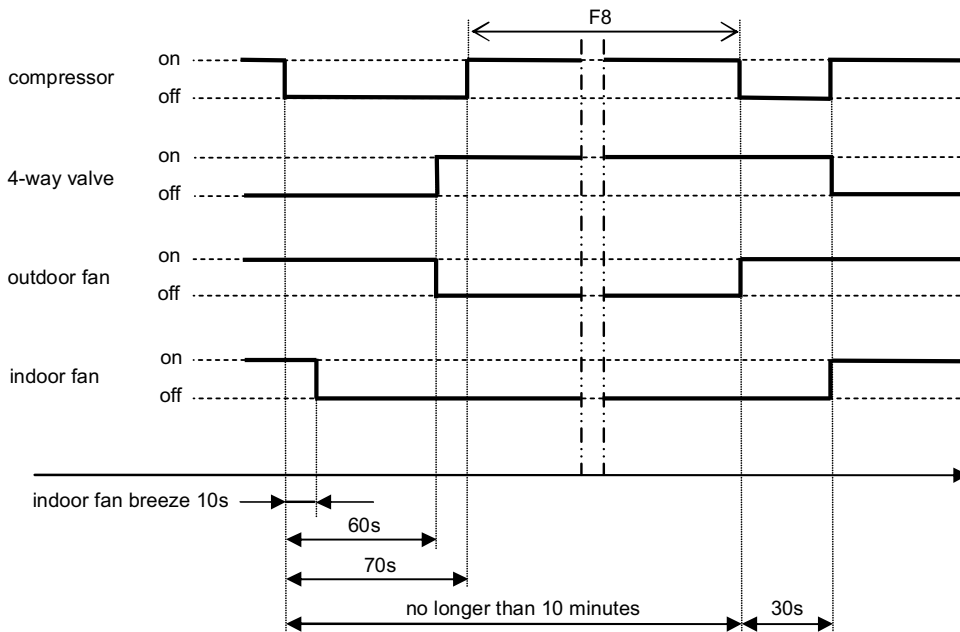 F8
on
compressor
off
on
4-way valve
off
on
outdoor fan
off
on
indoor fan
off
indoor fan breeze 10s
60s
70s
no longer than 10 minutes
30s